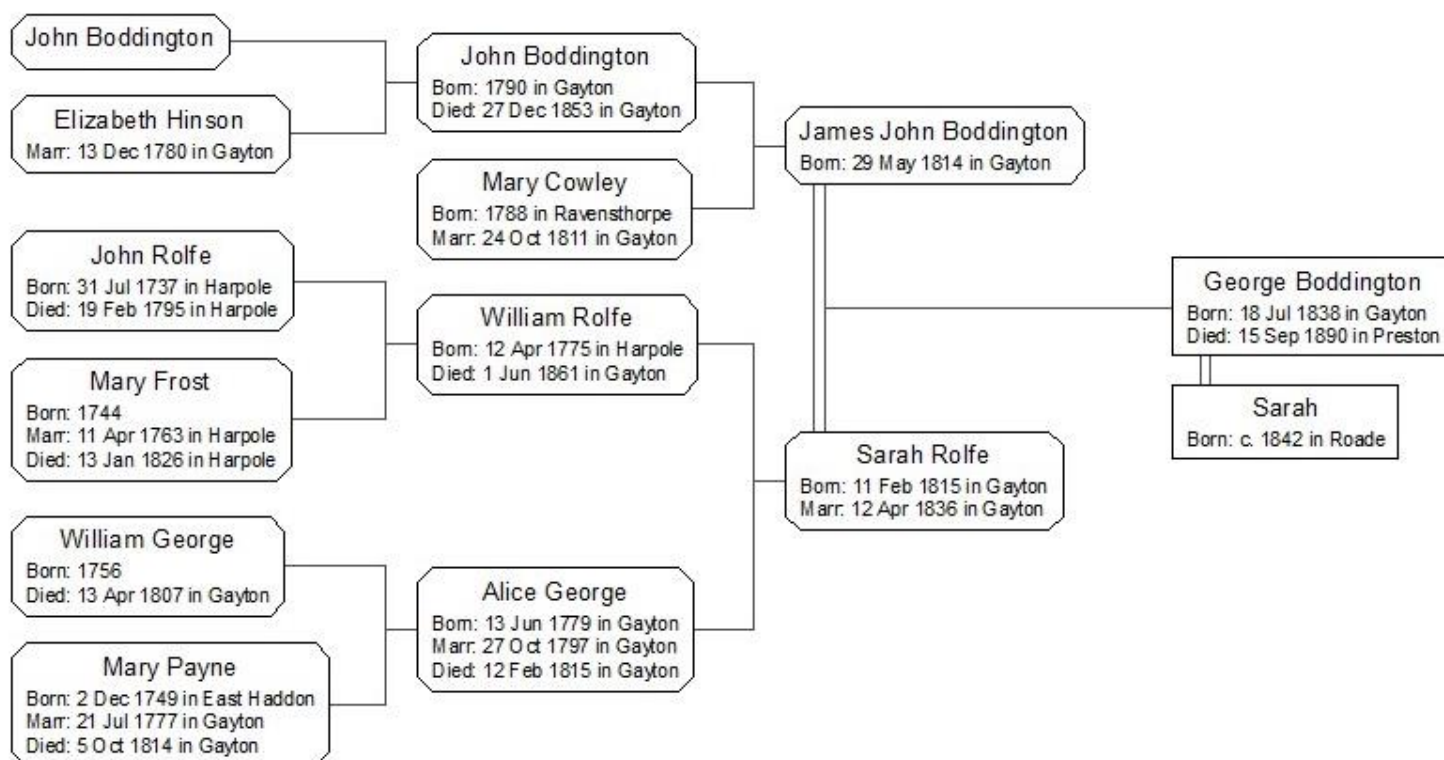 John Boddington
Elizabeth Hinson
Marr: 13 Dec 1780 in Gayton
John Rolfe
Born: 31 Jul 1737 in Harpole
Died: 19 Feb 1795 in Harpole
Mary Frost
Born: 1744
Marr: 11 Apr 1763 in Harpole
Died: 13 Jan 1826 in Harpole
William George
Born: 1756
Died: 13 Apr 1807 in Gayton
Mary Payne
Born: 2 Dec 1749 in East Haddon
Marr: 21 Jul 1777 in Gayton
Died: 5 Oct 1814 in Gayton
John Boddington
Born: 1790 in Gayton
Died: 27 Dec 1853 in Gayton
Mary Cowley
Born: 1788 in Ravensthorpe
Marr: 24 Oct 1811 in Gayton
William Rolfe
Born: 12 Apr 1775 in Harpole
Died: 1 Jun 1861 in Gayton
Alice George
Born: 13 Jun 1779 in Gayton
Marr: 27 Oct 1797 in Gayton
Died: 12 Feb 1815 in Gayton
James John Boddington
Born: 29 May 1814 in Gayton
Sarah Rolfe
Born: 11 Feb 1815 in Gayton
Marr: 12 Apr 1836 in Gayton
George Boddington
Born: 18 Jul 1838 in Gayton
Died: 15 Sep 1890 in Preston
Sarah
Born: c. 1842 in Roade